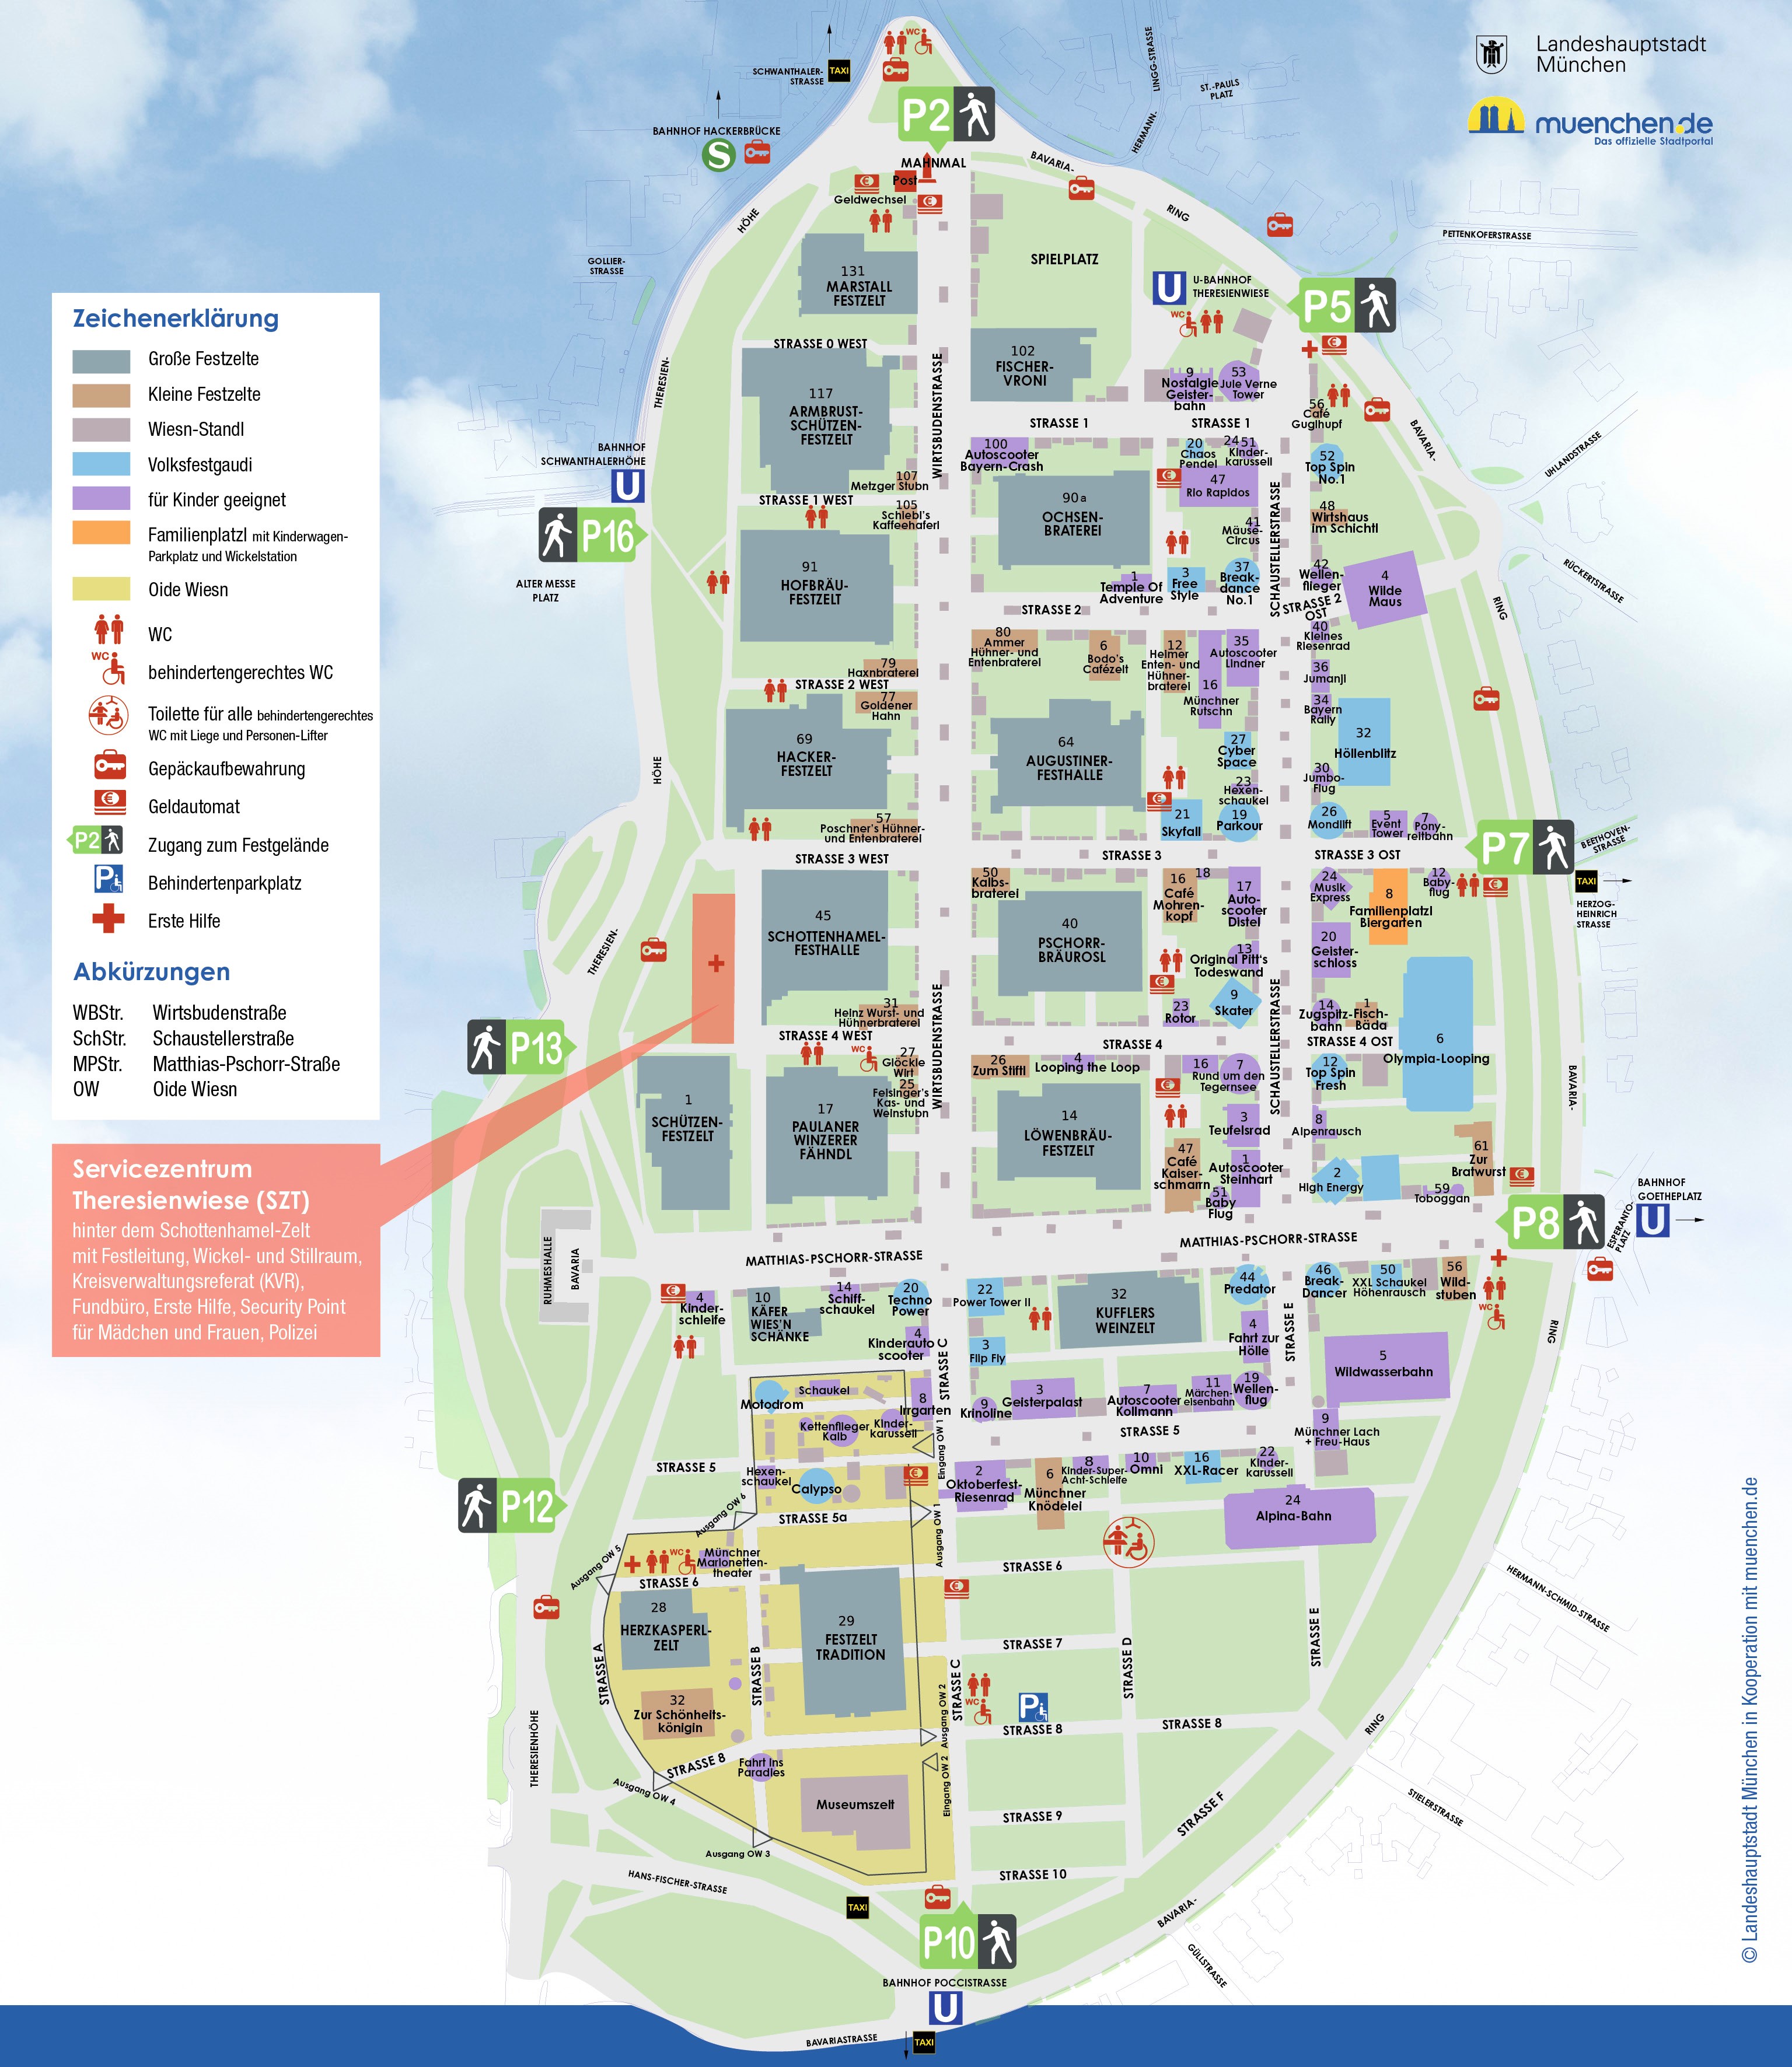 Landeshauptstadt
München
muenchen.de
Das offizielle Stadtportal
Zeichenerklärung
Große Festzelte
Kleine Festzelte
Wiesn-Standl
Volksfestgaudi
für Kinder geeignet
Familienplatzl mit Kinderwagen-
Parkplatz und Wickelstation
Oide Wiesn
WC
WC
behindertengerechtes WC
Toilette für alle behindertengerechtes
WC mit Liege und Personen-Lifter
Gepäckaufbewahrung
Geldautomat
P2
Zugang zum Festgelände
P
Behindertenparkplatz
Erste Hilfe
Abkürzungen
WBStr. Wirtsbudenstraße
SchStr. Schaustellerstraße
MPStr. Matthias-Pschorr-Straße
OW Oide Wiesn
Servicezentrum
Theresienwiese (SZT)
hinter dem Schottenhamel-Zelt
mit Festleitung, Wickel- und Stillraum,
Kreisverwaltungsreferat (KVR),
Fundbüro, Erste Hilfe, Security Point
für Mädchen und Frauen, Polizei
SCHWANTHALER-
STRASSE
TAXI
WC
BAHNHOF HACKERBRÜCKE
S
P2
MAHNMAL
Post
Geldwechsel
HERMANN-
LINGG-STRASSE
ST.-PAULS
PLATZ
BAVARIA-
RING
PETTENKOFERSTRASSE
GOLLIER-
STRASSE
THERESIEN-
HÖHE
SPIELPLATZ
U
U-BAHNHOF
THERESIENWIESE
WC
P5
131
MARSTALL
FESTZELT
STRASSE 0 WEST
WIRTSBUDENSTRASSE
102
FISCHER-
VRONI
9
Nostalgie
Geister-
bahn
53
Jule Verne
Tower
56
Café
Guglhupf
117
ARMBRUST-
SCHÜTZEN-
FESTZELT
STRASSE 1
STRASSE 1
BAVARIA-
UHLANDSTRASSE
BAHNHOF
SCHWANTHALERHÖHE
U
P16
ALTER MESSE
PLATZ
107
Metzger Stubn
STRASSE 1 WEST
105
Schiebl's
Kaffeehaferl
100
Autoscooter
Bayern-Crash
20
Chaos
Pendel
24
51
Kinder-
karussell
47
Rio Rapidos
52
Top Spin
No.1
90a
OCHSEN-
BRATEREI
41
Mäuse-
Circus
SCHAUSTELLERSTRASSE
48
Wirtshaus
im Schichtl
91
HOFBRÄU-
FESTZELT
1
Temple Of
Adventure
3
Free
Style
37
Break-
dance
No.1
42
Wellen-
flieger
4
Wilde
Maus
RÜCKERTSTRASSE
RING
STRASSE 2
STRASSE 2
OST
80
Ammer
Hühner- und
Entenbraterei
6
Bodo's
Cafézelt
12
Heimer
Enten- und
Hühner-
braterei
35
Autoscooter
Lindner
16
Münchner
Rutschn
40
Kleines
Riesenrad
36
Jumanji
34
Bayern
Rally
32
Höllenblitz
79
Haxnbraterei
STRASSE 2 WEST
77
Goldener
Hahn
69
HACKER-
FESTZELT
64
AUGUSTINER-
FESTHALLE
27
Cyber
Space
23
Hexen-
schaukel
30
Jumbo-
Flug
HÖHE
57
Poschner's Hühner-
und Entenbraterei
21
Skyfall
19
Parkour
26
Mondlift
5
Event
Tower
7
Pony-
reitbahn
P7
BEETHOVEN-
STRASSE
STRASSE 3 WEST
STRASSE 3
STRASSE 3 OST
TAXI
HERZOG-
HEINRICH
STRASSE
45
SCHOTTENHAMEL-
FESTHALLE
50
Kalbs-
braterei
40
PSCHORR-
BRÄUROSL
16
Café
Mohren-
kopf
18
17
Auto-
scooter
Distel
24
Musik
Express
8
Familienplatzl
Biergarten
12
Baby-
flug
THERESIEN-
13
Original Pitt's
Todeswand
20
Geister-
schloss
23
Rotor
9
Skater
14
Zugspitz-
bahn
1
Fisch-
Bäda
6
Olympia-Looping
31
Heinz Wurst- und
Hühnerbraterei
STRASSE 4 WEST
WIRTSBUDENSTRASSE
STRASSE 4
SCHAUSTELLERSTRASSE
STRASSE 4 OST
P13
WC
27
Glöckle
Wirt
25
Feisinger's
Kas- und
Weinstubn
26
Zum Stiftl
4
Looping the Loop
16
Rund um den
Tegernsee
7
12
Top Spin
Fresh
BAVARIA-
1
SCHÜTZEN-
FESTZELT
17
PAULANER
WINZERER
FÄHNDL
14
LÖWENBRÄU-
FESTZELT
3
Teufelsrad
8
Alpenrausch
47
Café
Kaiser-
schmarrn
1
Autoscooter
Steinhart
51
Baby
Flug
2
High Energy
59
Toboggan
61
Zur
Bratwurst
P8
BAHNHOF
GOETHEPLATZ
U
ESPERANTO-
PLATZ
MATTHIAS-PSCHORR-STRASSE
MATTHIAS-PSCHORR-STRASSE
RUHMESHALLE
BAVARIA
4
Kinder-
schleife
10
KÄFER
WIES'N
SCHÄNKE
14
Schiff-
schaukel
20
Techno
Power
22
Power Tower II
32
KUFFLERS
WEINZELT
44
Predator
46
Break-
Dancer
50
XXL Schaukel
Höhenrausch
56
Wild-
stuben
WC
4
Kinderauto
scooter
3
Flip Fly
STRASSE C
4
Fahrt zur
Hölle
STRASSE E
5
Wildwasserbahn
RING
Motodrom
Schaukel
8
Irrgarten
9
Krinoline
3
Geisterpalast
7
Autoscooter
Kollmann
11
Märchen-
eisenbahn
19
Wellen-
flug
Kettenflieger
Kalb
Kinder-
karussell
Eingang OW 1
STRASSE 5
9
Münchner Lach
+ Freu-Haus
STRASSE 5
Hexen-
schaukel
Calypso
2
Oktoberfest-
Riesenrad
6
Münchner
Knödelei
8
Kinder-Super-
Acht-Schleife
10
Omni
16
XXL-Racer
22
Kinder-
karussell
P12
Ausgang OW 6
STRASSE 5a
Ausgang OW 1
24
Alpina-Bahn
Ausgang OW 5
WC
Münchner
Marionetten-
theater
STRASSE 6
STRASSE 6
HERMANN-SCHMID-STRASSE
28
HERZKASPERL-
ZELT
29
FESTZELT
TRADITION
STRASSE A
STRASSE B
STRASSE C
STRASSE 7
STRASSE D
STRASSE E
32
Zur Schönheits-
königin
Ausgang OW 2
WC
P
STRASSE 8
STRASSE 8
RING
THERESIENHÖHE
STRASSE 8
Fahrt ins
Paradies
Ausgang OW 4
Museumszelt
Eingang OW 2
STRASSE 9
STRASSE F
STIELERSTRASSE
Ausgang OW 3
HANS-FISCHER-STRASSE
STRASSE 10
TAXI
P10
BAVARIA-
GÜLLSTRASSE
BAHNHOF POCCISTRASSE
U
BAVARIASTRASSE
TAXI
© Landeshauptstadt München in Kooperation mit muenchen.de